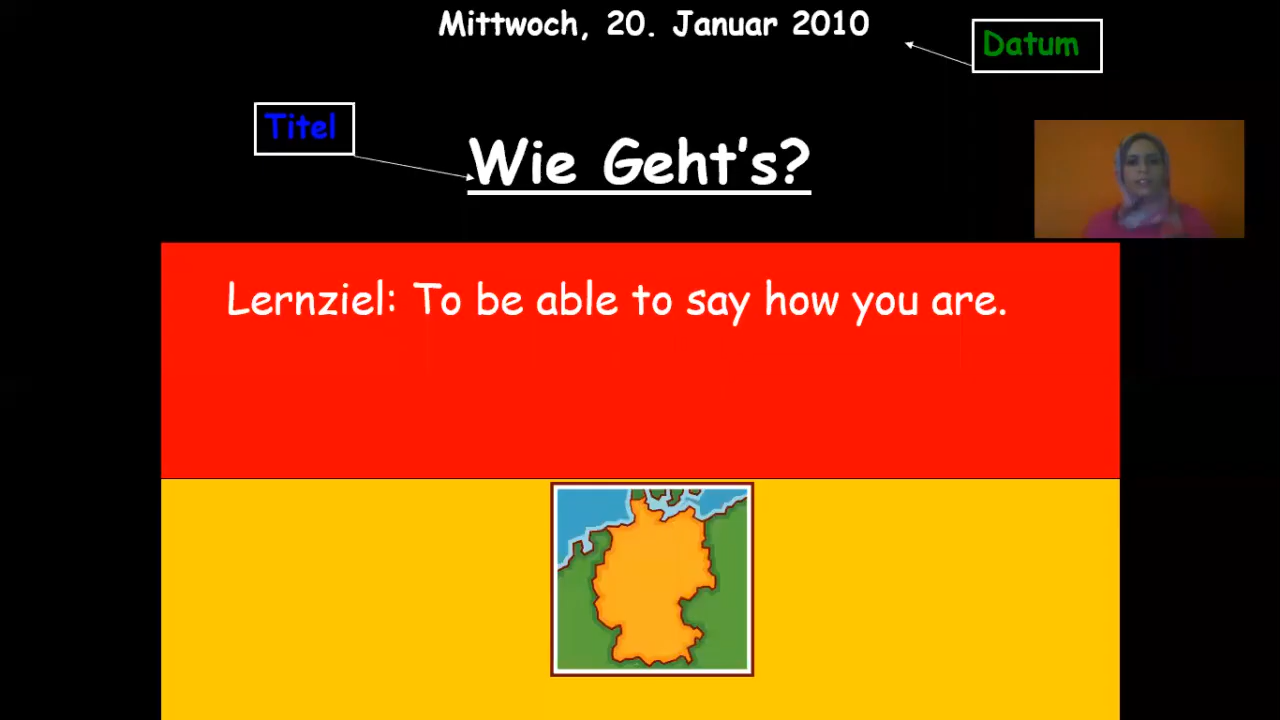 Mittwoch, 20. Januar 2010
Datum
Titel
Wie Geht's?
Lernziel: To be able to say how you are.